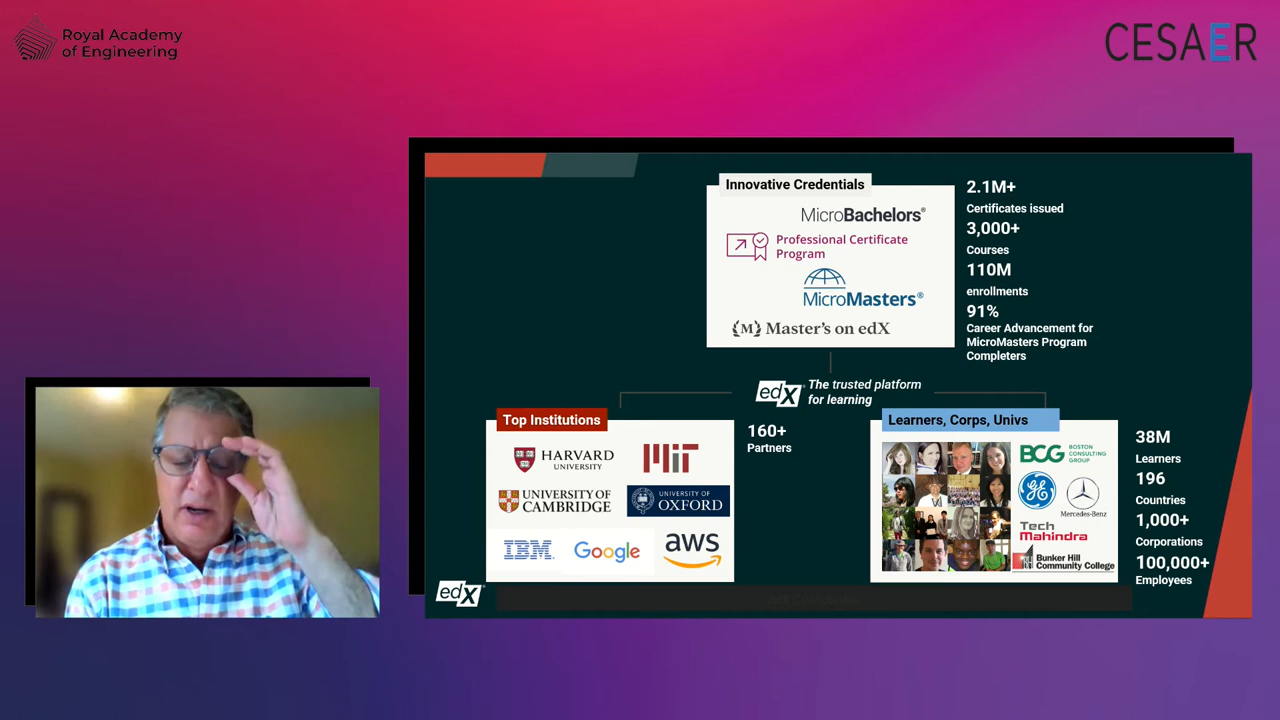 Royal Academy
of Engineering
CESAER
Innovative Credentials
MicroBachelors®
Professional Certificate
Program
MicroMasters®
M Master's on edX
2.1M+
Certificates issued
3,000+
Courses
110M
enrollments
91%
Career Advancement for
MicroMasters Program
Completers
edX
The trusted platform
for learning
Top Institutions
HARVARD
UNIVERSITY
MIT
UNIVERSITY OF
CAMBRIDGE
UNIVERSITY OF
OXFORD
IBM
Google
aws
160+
Partners
Learners, Corps, Univs
BCG
BOSTON
CONSULTING
GROUP
GE
Mercedes-Benz
Tech
Mahindra
Bunker Hill
Community College
38M
Learners
196
Countries
1,000+
Corporations
100,000+
Employees
edX